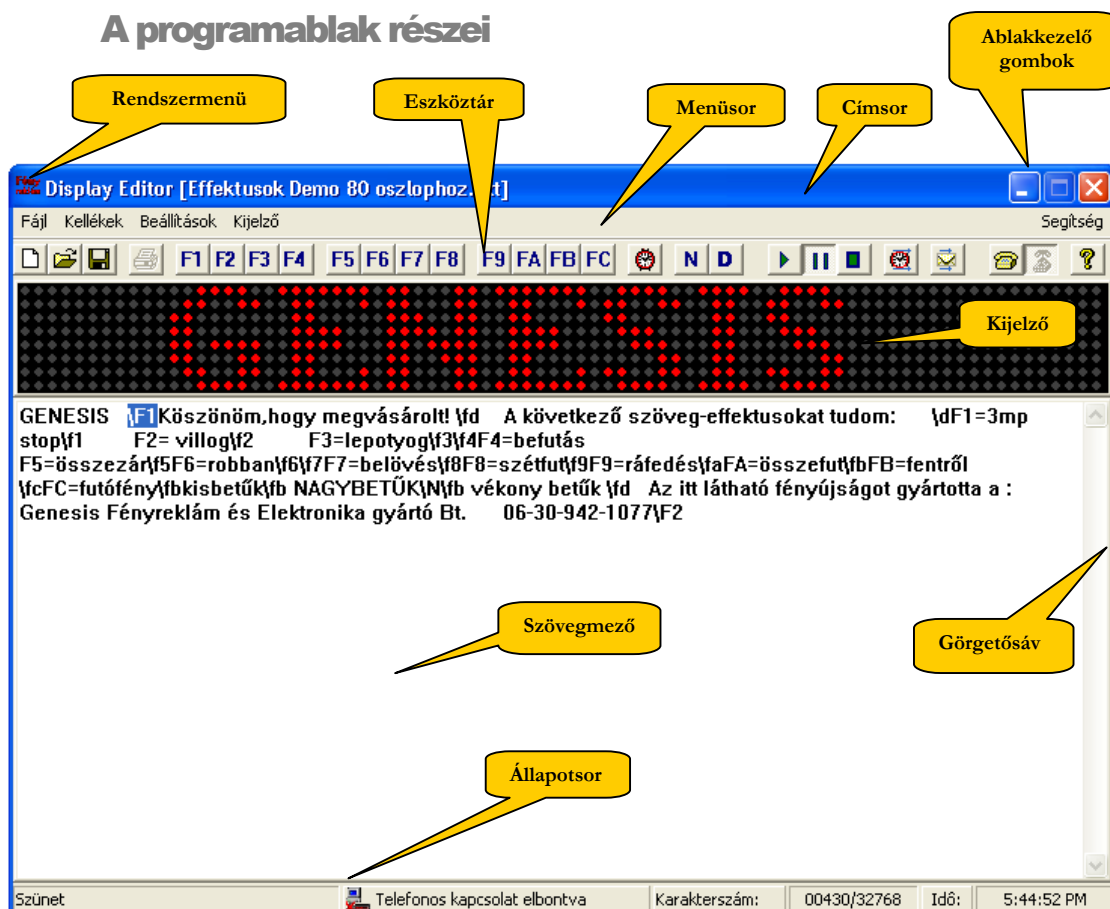 A programablak részei
Ablakkezelő
gombok
Rendszermenü
Eszköztár
Menüsor
Címsor
Fény
Display Editor [Effektusok Demo 80 oszlophoz. xt]
Fájl Kellékek Beállítások Kijelző Segítség
F1 F2 F3 F4 F5 F6 F7 F8 F9 FA FB FC N D ?
GENESIS
Kijelző
GENESIS \F1Köszönöm,hogy megvásárolt! \fd A következő szöveg-effektusokat tudom: \dF1=3mp
stop\f1 F2= villog\f2 F3=lepotyog\f3\f4F4=befutás
F5=összezár\f5F6=robban\f6\f7F7=belövés\f8F8=szétfut\f9F9=ráfedés\faFA=összefut\fbFB=fentről
\fcFC=futófény\fbkisbetűk\fb NAGYBETŰK\N\fb vékony betűk \fd Az itt látható fényújságot gyártotta a :
Genesis Fényreklám és Elektronika gyártó Bt. 06-30-942-1077\F2
Szövegmező
Görgetősáv
Állapotsor
Szünet Telefonos kapcsolat elbontva Karakterszám: 00430/32768 Idô: 5:44:52 PM